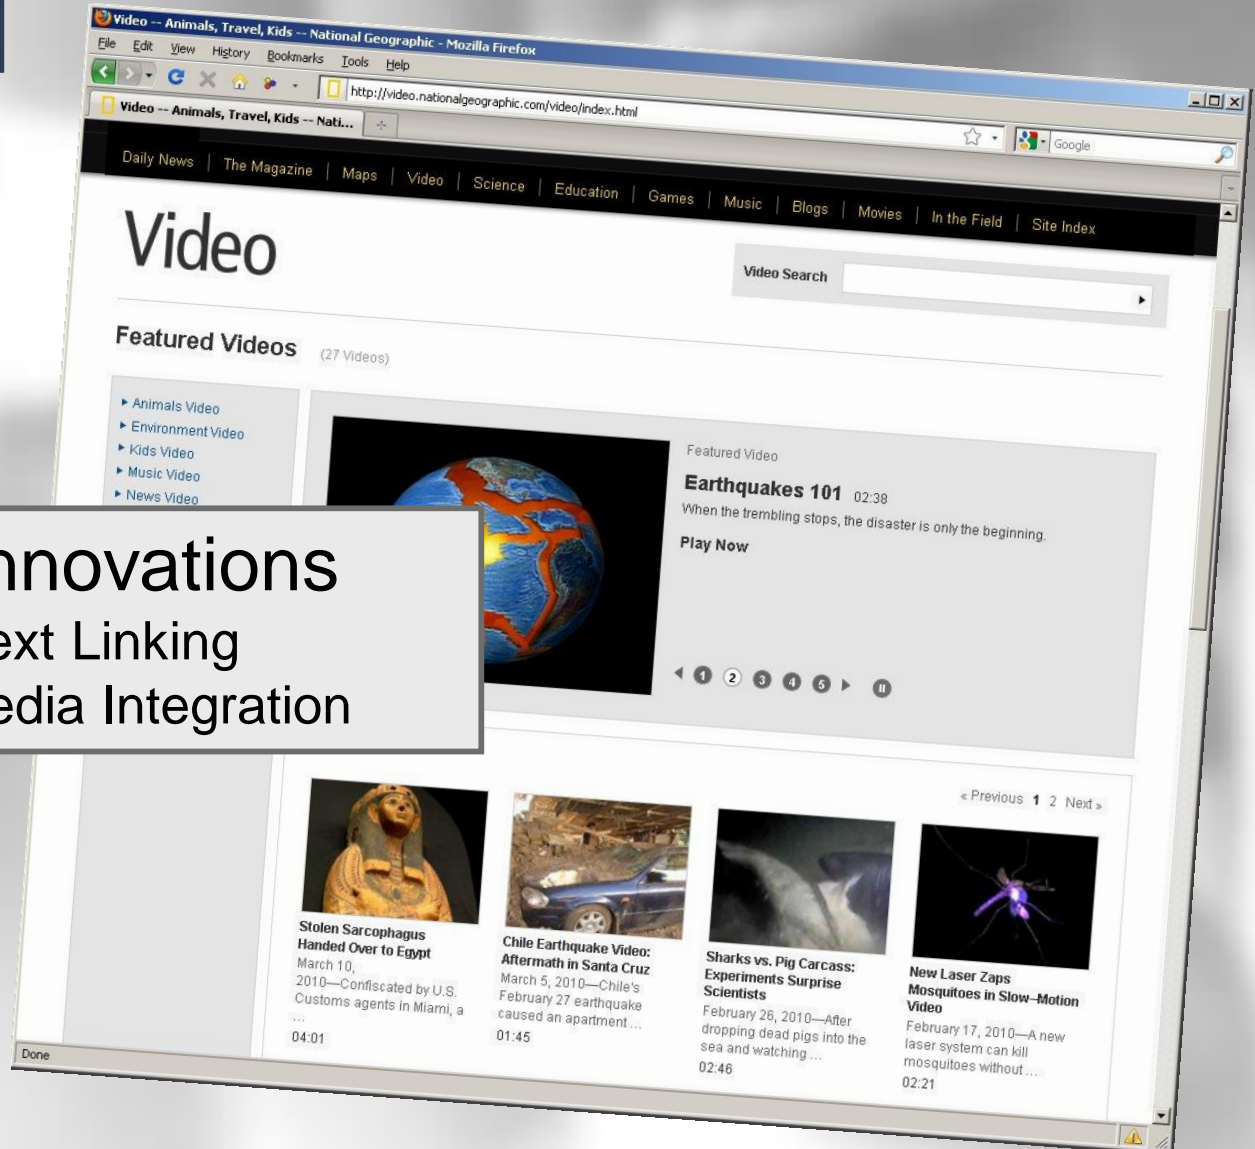 Video -- Animals, Travel, Kids -- National Geographic - Mozilla Firefox
File Edit View History Bookmarks Tools Help
http://video.nationalgeographic.com/video/index.html
Google
Video -- Animals, Travel, Kids -- Nati...
Daily News | The Magazine | Maps | Video | Science | Education | Games | Music | Blogs | Movies | In the Field | Site Index
Video
Video Search
Featured Videos (27 Videos)
Animals Video
Environment Video
Kids Video
Music Video
News Video
Featured Video
Earthquakes 101 02:38
When the trembling stops, the disaster is only the beginning.
Play Now
1 2 3 4 5
nnovations
ext Linking
edia Integration
« Previous 1 2 Next »
Stolen Sarcophagus
Handed Over to Egypt
March 10,
2010—Confiscated by U.S.
Customs agents in Miami, a
...
04:01
Chile Earthquake Video:
Aftermath in Santa Cruz
March 5, 2010—Chile's
February 27 earthquake
caused an apartment ...
01:45
Sharks vs. Pig Carcass:
Experiments Surprise
Scientists
February 26, 2010—After
dropping dead pigs into the
sea and watching ...
02:46
New Laser Zaps
Mosquitoes in Slow–Motion
Video
February 17, 2010—A new
laser system can kill
mosquitoes without ...
02:21
Done